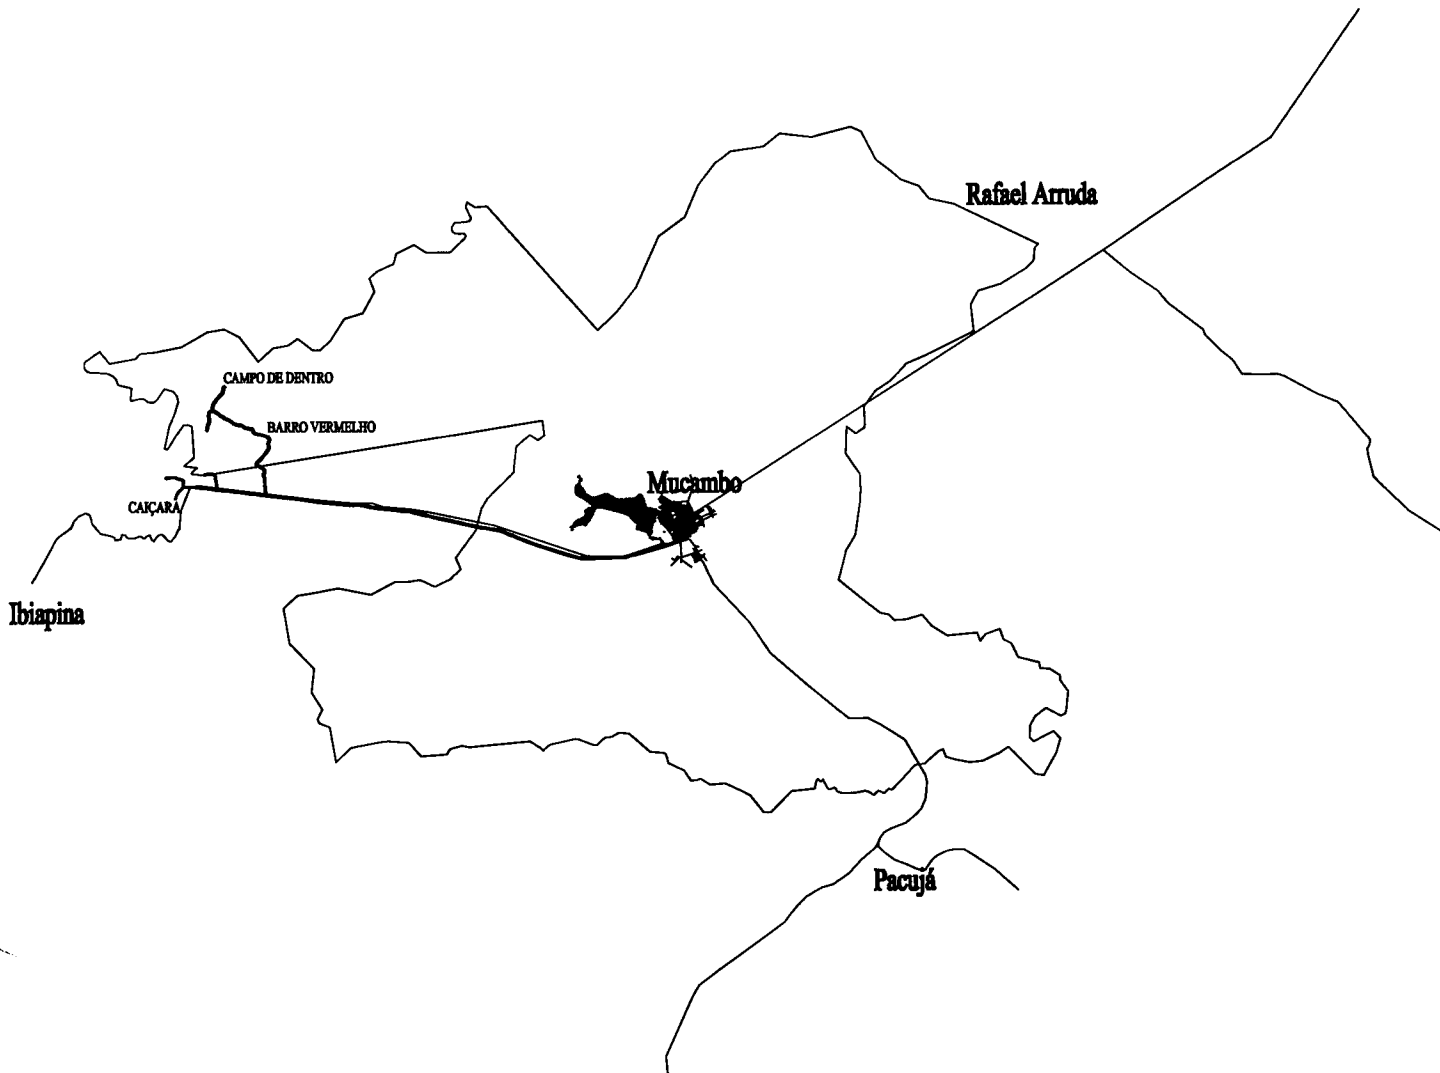 Rafael Arruda
CAMPO DE DENTRO
BARRO VERMELHO
Mucambo
CAIÇARA
Ibiapina
Pacujá